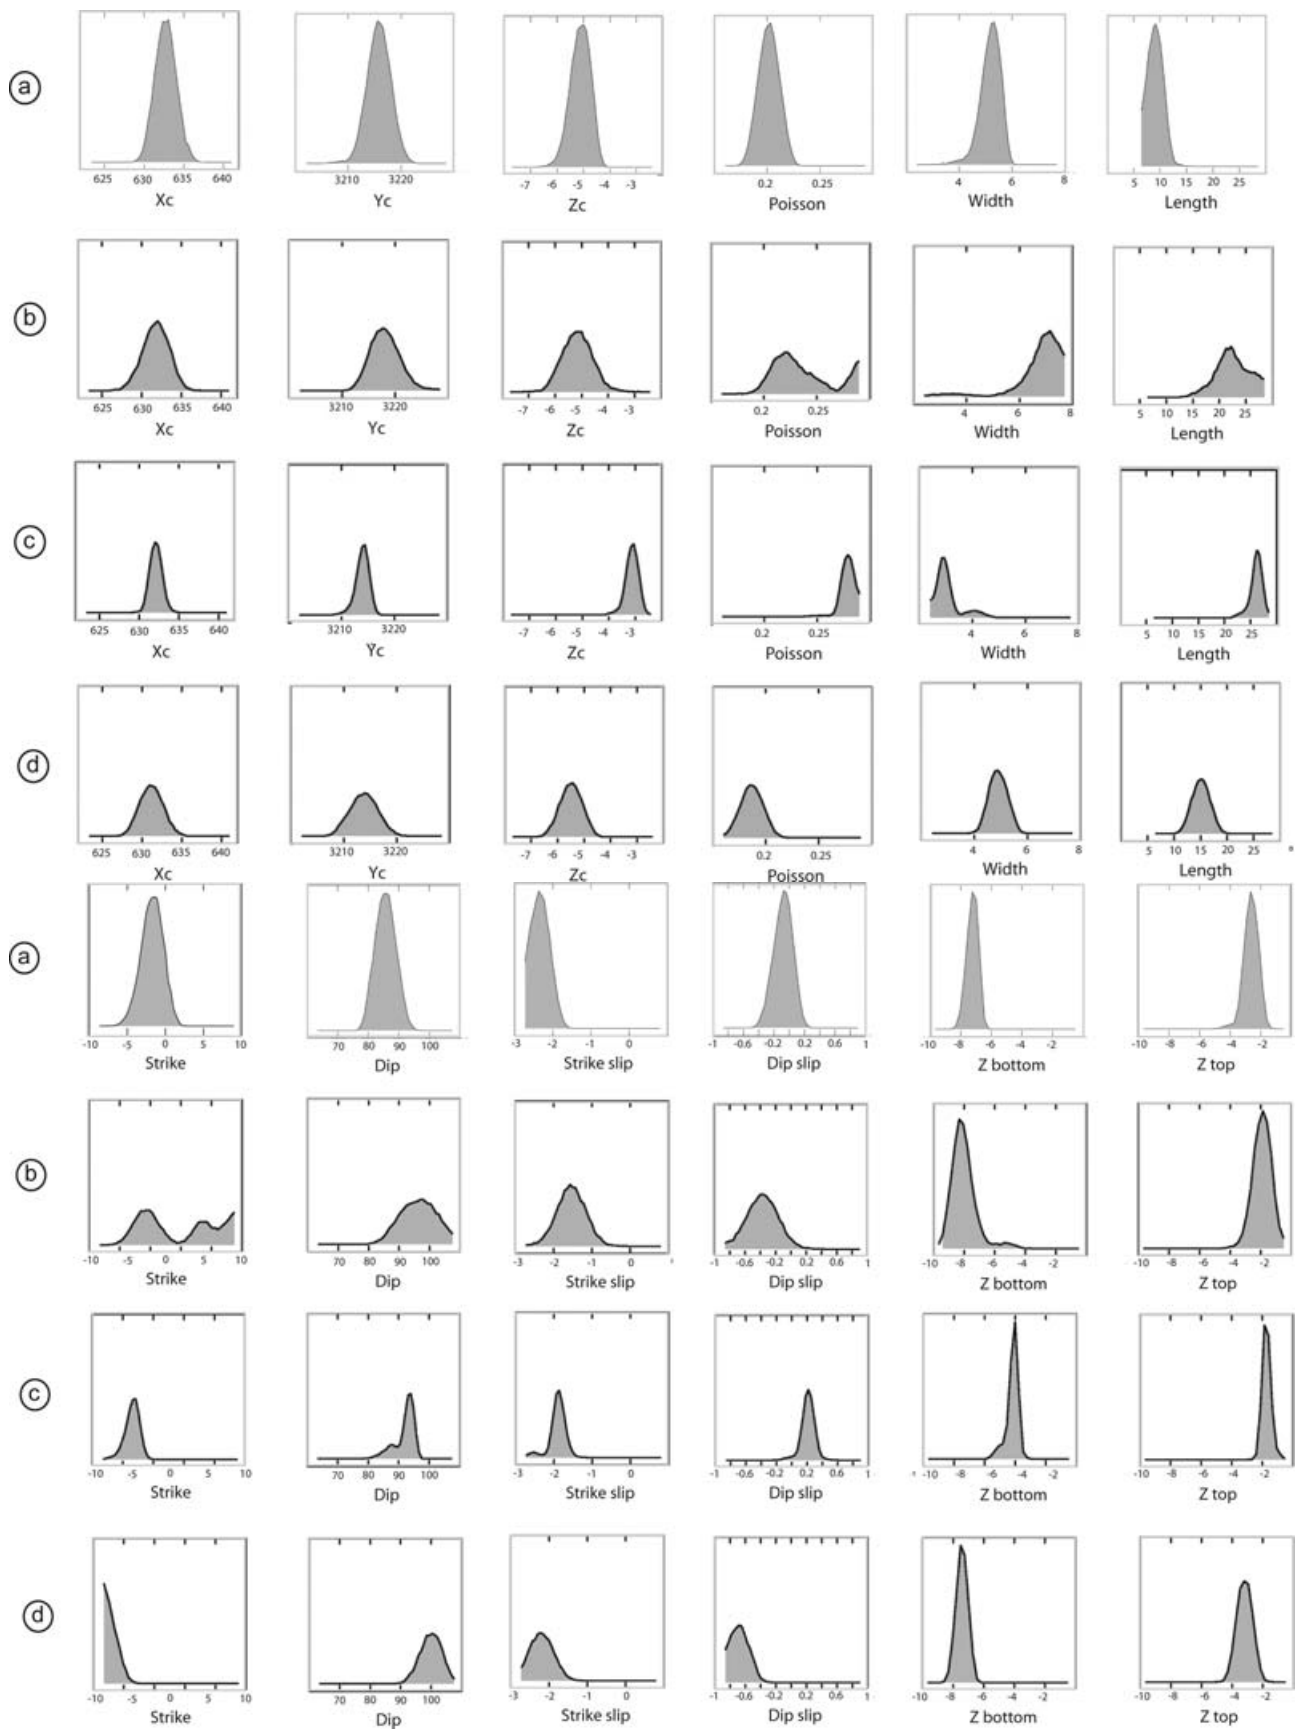 a
625 630 635 640 3210 3220 -7 -6 -5 -4 -3 0.2 0.25 4 6 8 5 10 15 20 25
Xc Yc Zc Poisson Width Length
b
625 630 635 640 3210 3220 -7 -6 -5 -4 -3 0.2 0.25 4 6 8 5 10 15 20 25
Xc Yc Zc Poisson Width Length
c
625 630 635 640 3210 3220 -7 -6 -5 -4 -3 0.2 0.25 4 6 8 5 10 15 20 25
Xc Yc Zc Poisson Width Length
d
625 630 635 640 3210 3220 -7 -6 -5 -4 -3 0.2 0.25 4 6 8 5 10 15 20 25
Xc Yc Zc Poisson Width Length
a
-10 -5 0 5 10 70 80 90 100 -3 -2 -1 0 -1 -0.6 -0.2 0.2 0.6 1 -10 -8 -6 -4 -2 -10 -8 -6 -4 -2
Strike Dip Strike slip Dip slip Z bottom Z top
b
-10 -5 0 5 10 70 80 90 100 -3 -2 -1 0 -1 -0.6 -0.2 0.2 0.6 1 -10 -8 -6 -4 -2 -10 -8 -6 -4 -2
Strike Dip Strike slip Dip slip Z bottom Z top
c
-10 -5 0 5 10 70 80 90 100 -3 -2 -1 0 -1 -0.6 -0.2 0.2 0.6 1 -10 -8 -6 -4 -2 -10 -8 -6 -4 -2
Strike Dip Strike slip Dip slip Z bottom Z top
d
-10 -5 0 5 10 70 80 90 100 -3 -2 -1 0 -1 -0.6 -0.2 0.2 0.6 1 -10 -8 -6 -4 -2 -10 -8 -6 -4 -2
Strike Dip Strike slip Dip slip Z bottom Z top